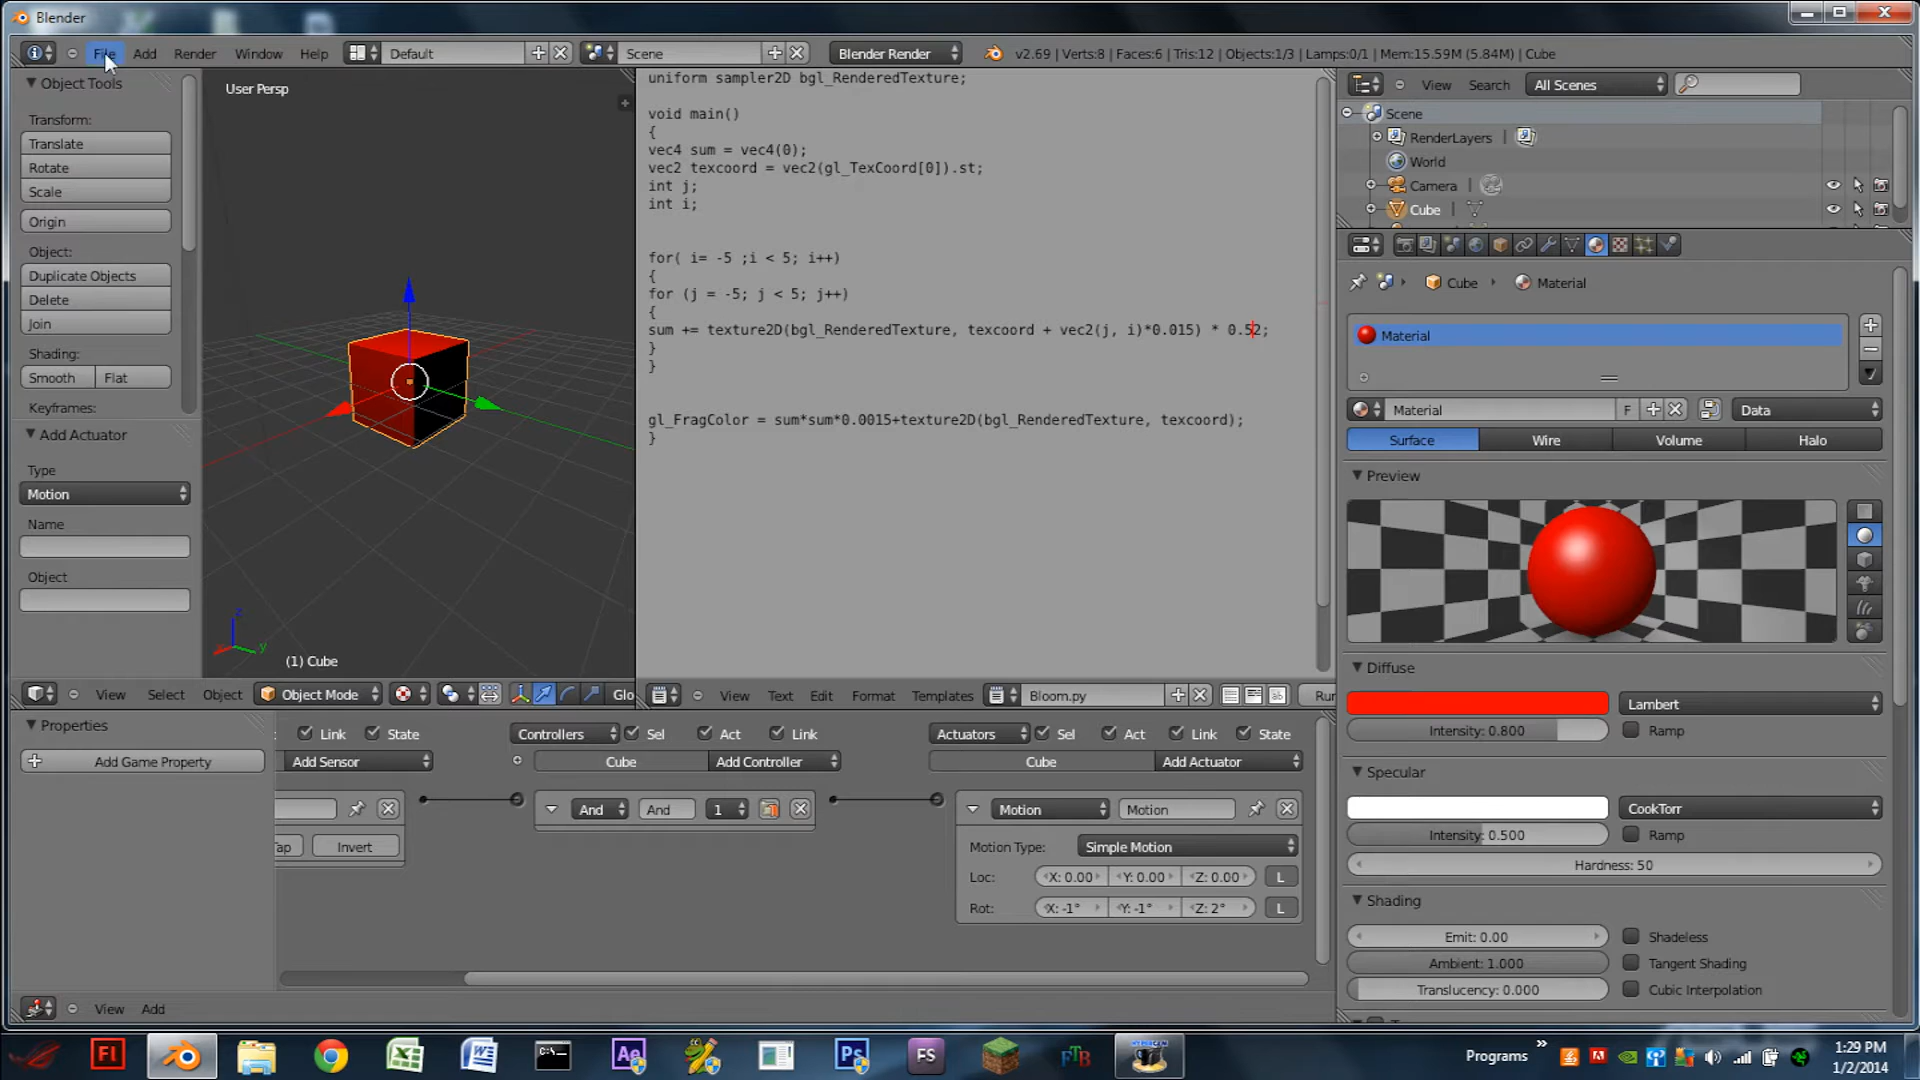 Blender
File Add Render Window Help Default Scene Blender Render v2.69 | Verts:8 | Faces:6 | Tris:12 | Objects:1/3 | Lamps:0/1 | Mem:15.59M (5.84M) | Cube
Object Tools
Transform:
Translate
Rotate
Scale
Origin
Object:
Duplicate Objects
Delete
Join
Shading:
Smooth Flat
Keyframes:
Add Actuator
Type
Motion
Name
Object
User Persp
(1) Cube
uniform sampler2D bgl_RenderedTexture;
void main()
{
vec4 sum = vec4(0);
vec2 texcoord = vec2(gl_TexCoord[0]).st;
int j;
int i;
for( i= -5 ;i < 5; i++)
{
for (j = -5; j < 5; j++)
{
sum += texture2D(bgl_RenderedTexture, texcoord + vec2(j, i)*0.015) * 0.52;
}
}
gl_FragColor = sum*sum*0.0015+texture2D(bgl_RenderedTexture, texcoord);
}
View Search All Scenes
Scene
RenderLayers |
World
Camera |
Cube |
Cube Material
Material
Material F Data
Surface Wire Volume Halo
Preview
Diffuse
Lambert
Intensity: 0.800 Ramp
Specular
CookTorr
Intensity: 0.500 Ramp
Hardness: 50
Shading
Emit: 0.00 Shadeless
Ambient: 1.000 Tangent Shading
Translucency: 0.000 Cubic Interpolation
View Select Object Object Mode Glo
View Text Edit Format Templates Bloom.py Ru
Properties
Add Game Property
Link State Controllers Sel Act Link Actuators Sel Act Link State
Add Sensor Cube Add Controller Cube Add Actuator
And And 1 Motion Motion
Tap Invert
Motion Type: Simple Motion
Loc: X: 0.00 Y: 0.00 Z: 0.00 L
Rot: X: -1° Y: -1° Z: 2° L
View Add
Fl Ae Ps FS FTB
Programs
1:29 PM
1/2/2014